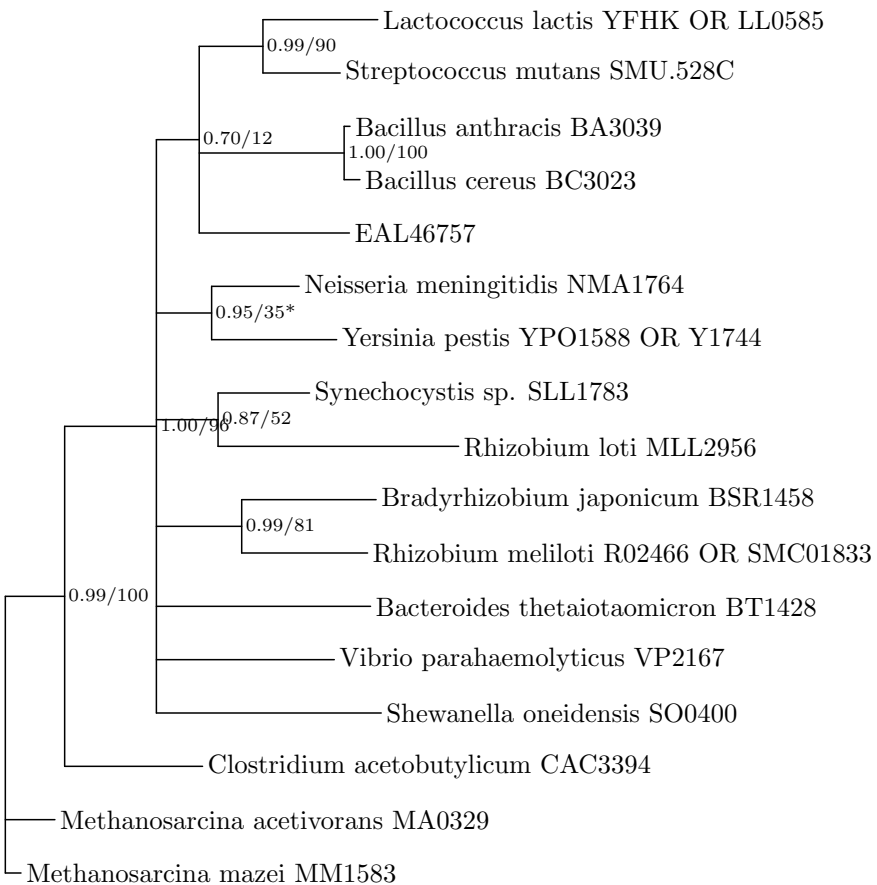 Lactococcus lactis YFHK OR LL0585
0.99/90
Streptococcus mutans SMU.528C
Bacillus anthracis BA3039
0.70/12
1.00/100
Bacillus cereus BC3023
EAL46757
Neisseria meningitidis NMA1764
0.95/35*
Yersinia pestis YPO1588 OR Y1744
Synechocystis sp. SLL1783
1.00/96
0.87/52
Rhizobium loti MLL2956
Bradyrhizobium japonicum BSR1458
0.99/81
Rhizobium meliloti R02466 OR SMC01833
0.99/100
Bacteroides thetaiotaomicron BT1428
Vibrio parahaemolyticus VP2167
Shewanella oneidensis SO0400
Clostridium acetobutylicum CAC3394
Methanosarcina acetivorans MA0329
Methanosarcina mazei MM1583